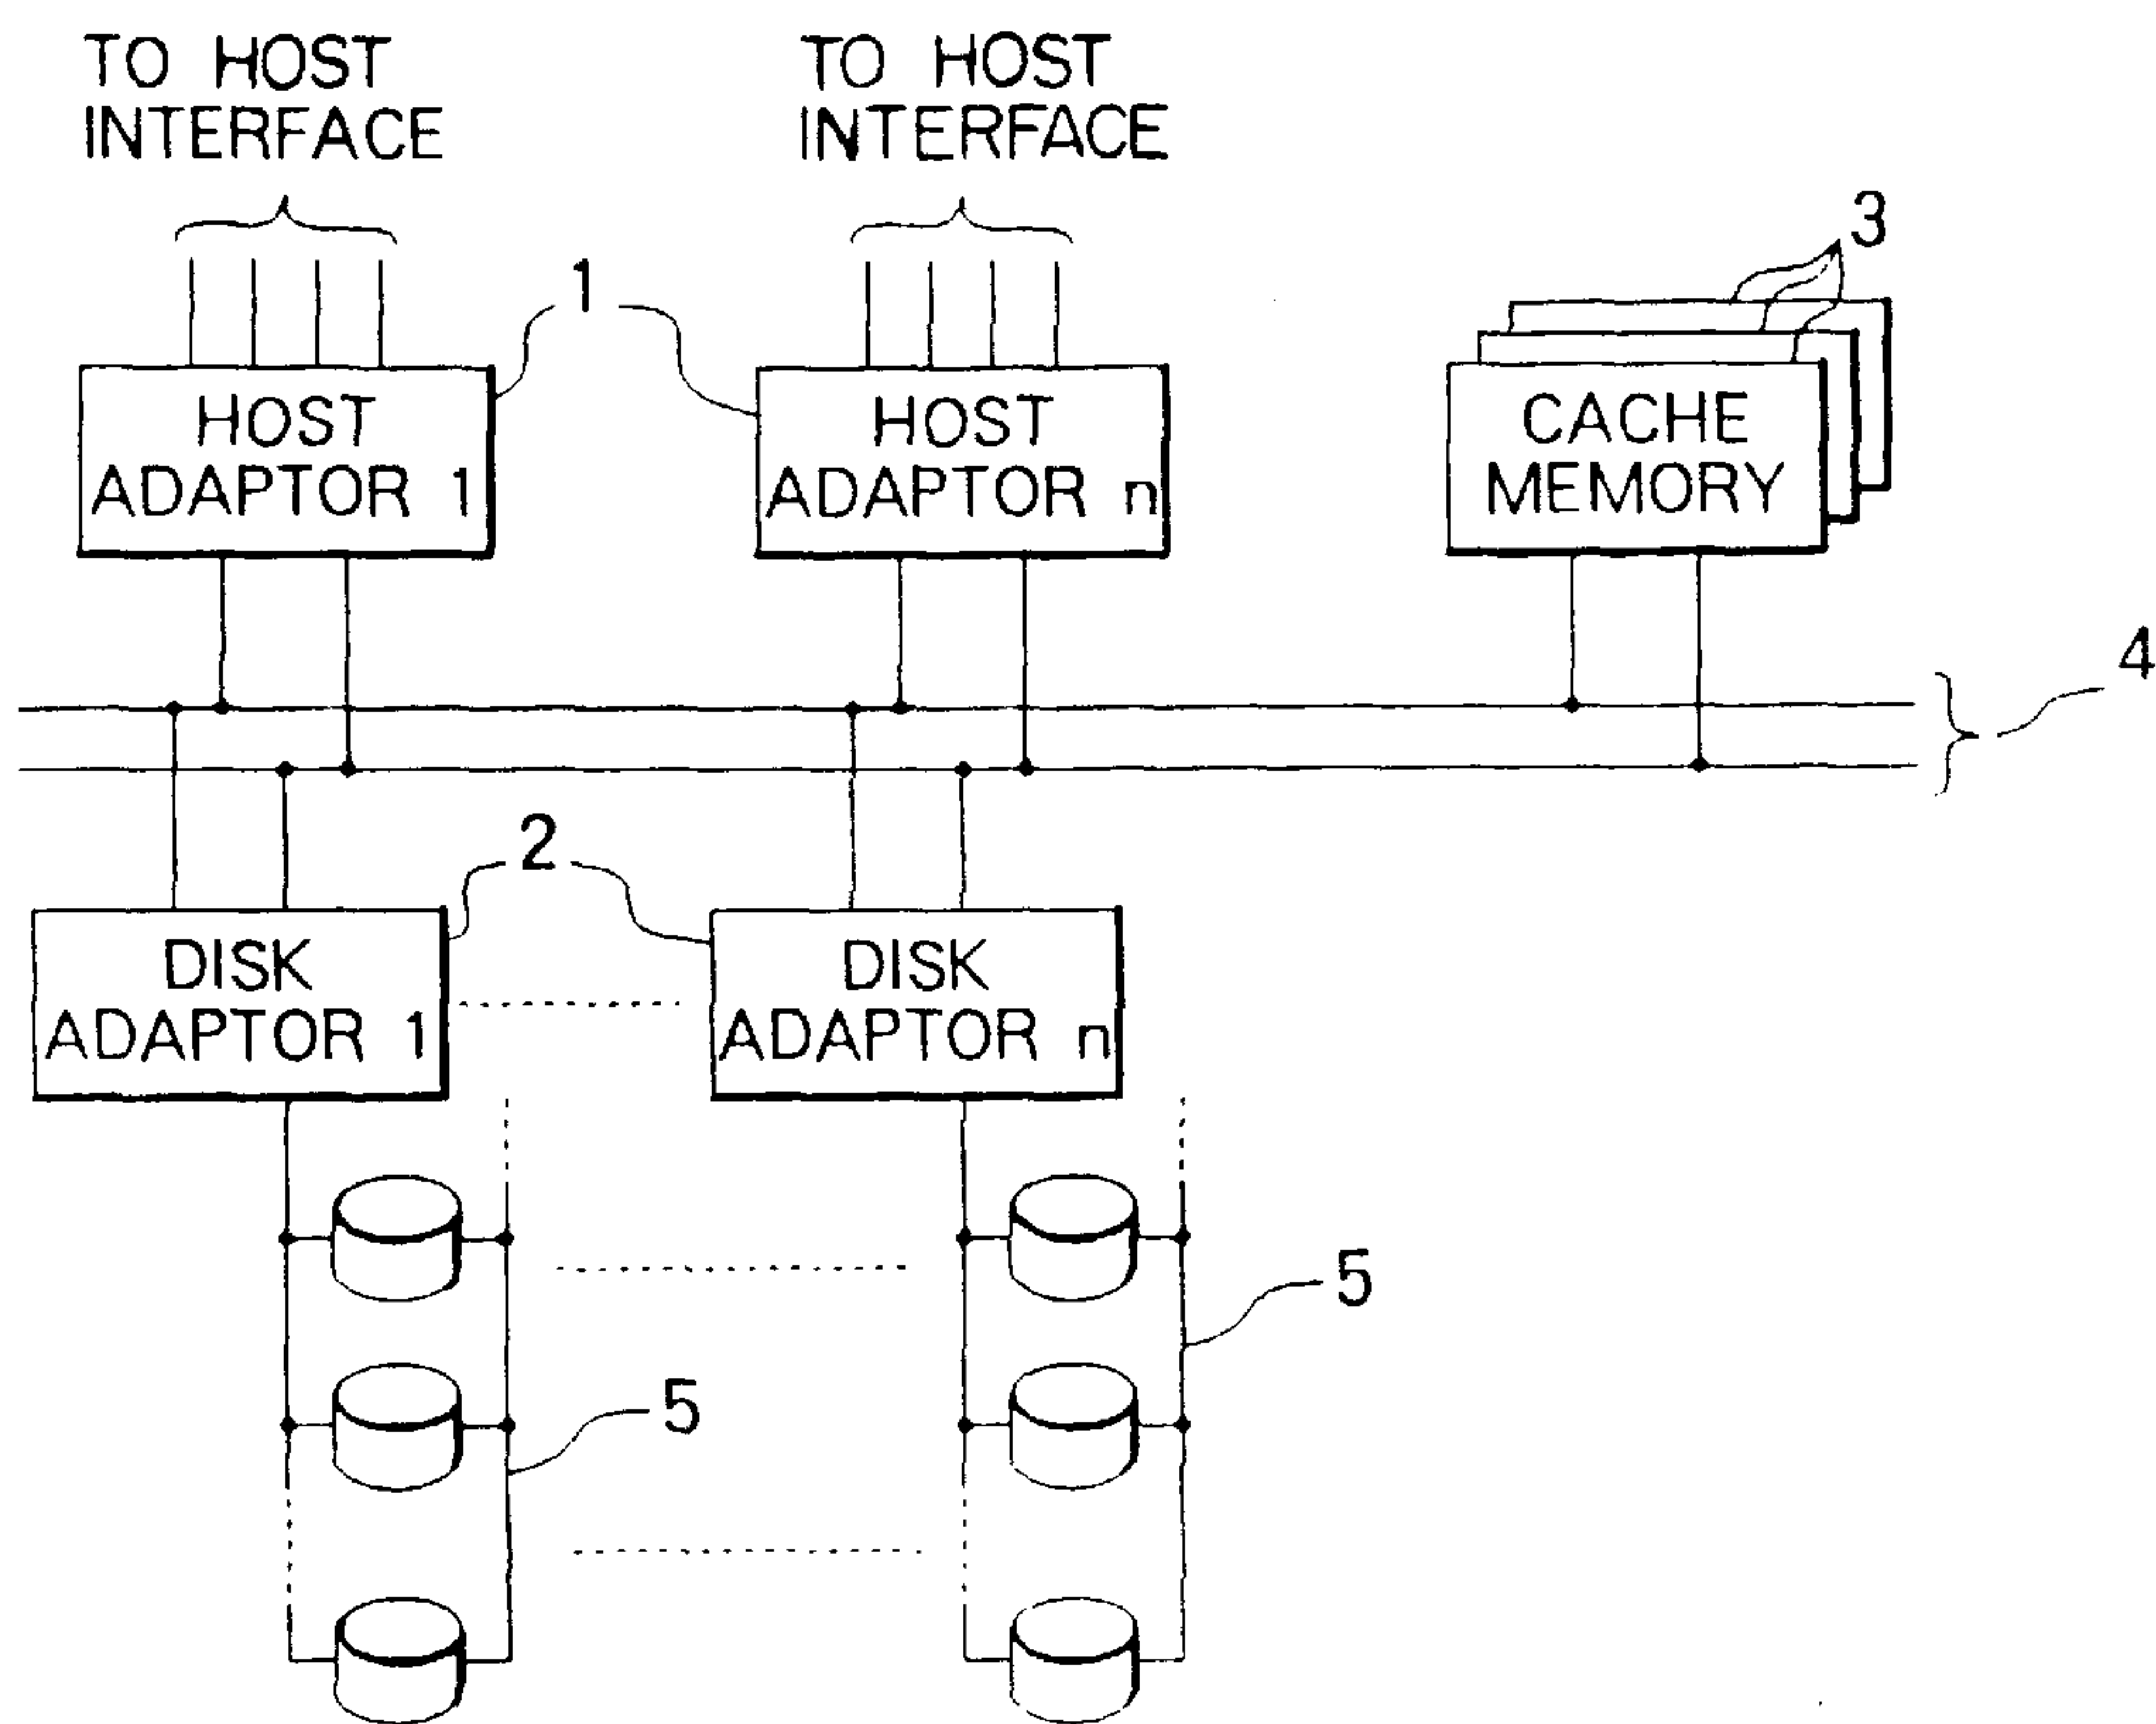 TO HOST
INTERFACE
TO HOST
INTERFACE
3
1
HOST
ADAPTOR 1
HOST
ADAPTOR n
CACHE
MEMORY
4
2
DISK
ADAPTOR 1
DISK
ADAPTOR n
5
5